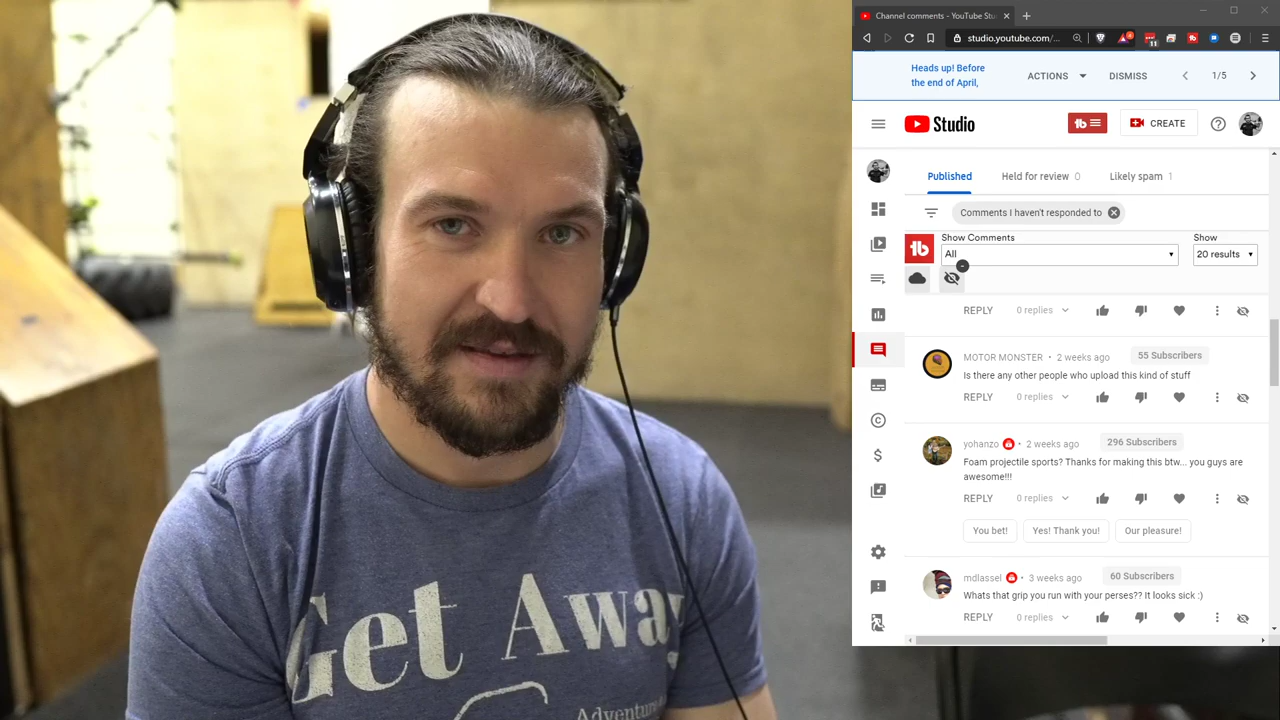 Channel comments - YouTube Stu
studio.youtube.com/...
4
11
Heads up! Before
the end of April,
ACTIONS
DISMISS
1/5
Studio
tb
CREATE
Published
Held for review 0
Likely spam 1
Comments I haven't responded to
tb
Show Comments
Show
All
20 results
REPLY 0 replies
MOTOR MONSTER • 2 weeks ago 55 Subscribers
Is there any other people who upload this kind of stuff
REPLY 0 replies
yohanzo • 2 weeks ago 296 Subscribers
Foam projectile sports? Thanks for making this btw... you guys are
awesome!!!
REPLY 0 replies
You bet! Yes! Thank you! Our pleasure!
mdlassel • 3 weeks ago 60 Subscribers
Whats that grip you run with your perses?? It looks sick :)
REPLY 0 replies
Get Away
Adventure